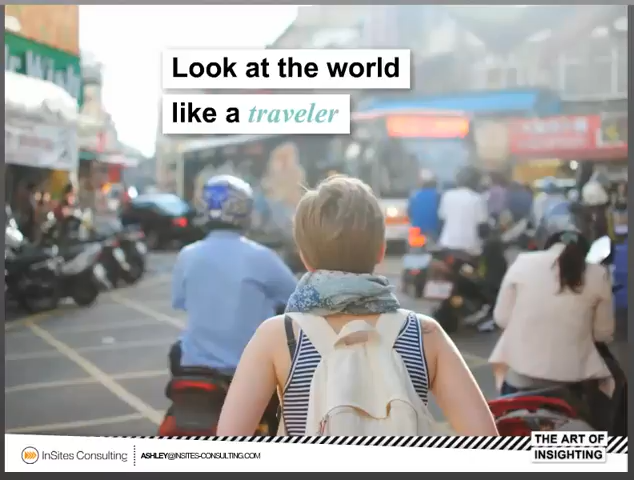 Look at the world
like a traveler
InSites Consulting
ASHLEY@INSITES-CONSULTING.COM
THE ART OF
INSIGHTING